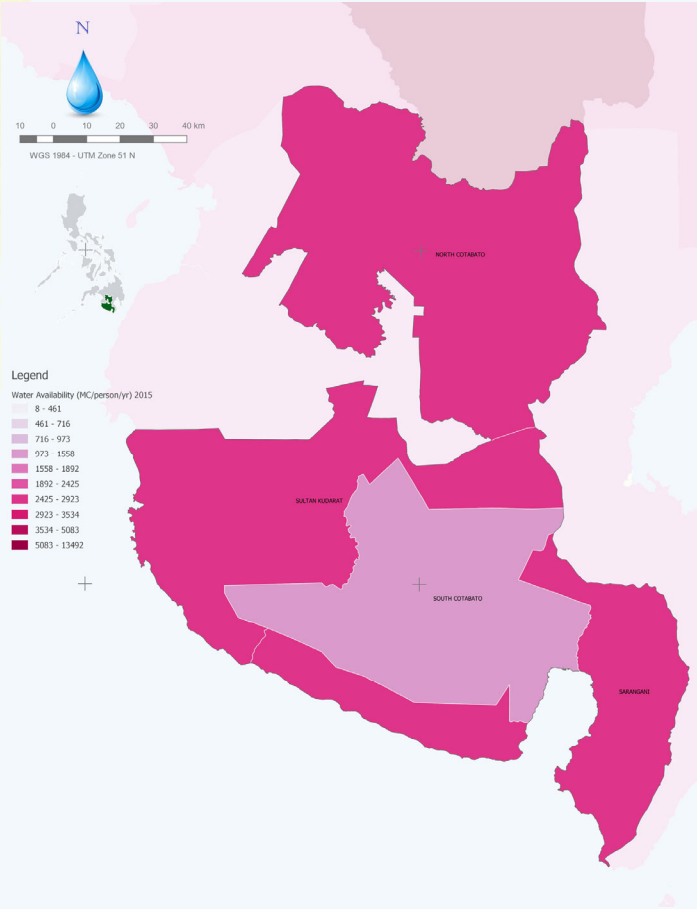 N
10 0 10 20 30 40 km
WGS 1984 - UTM Zone 51 N
NORTH COTABATO
Legend
Water Availability (MC/person/yr) 2015
8 - 461
461 - 716
716 - 973
973 - 1558
1558 - 1892
1892 - 2425
2425 - 2923
2923 - 3534
3534 - 5083
5083 - 13492
SULTAN KUDARAT
SOUTH COTABATO
SARANGANI